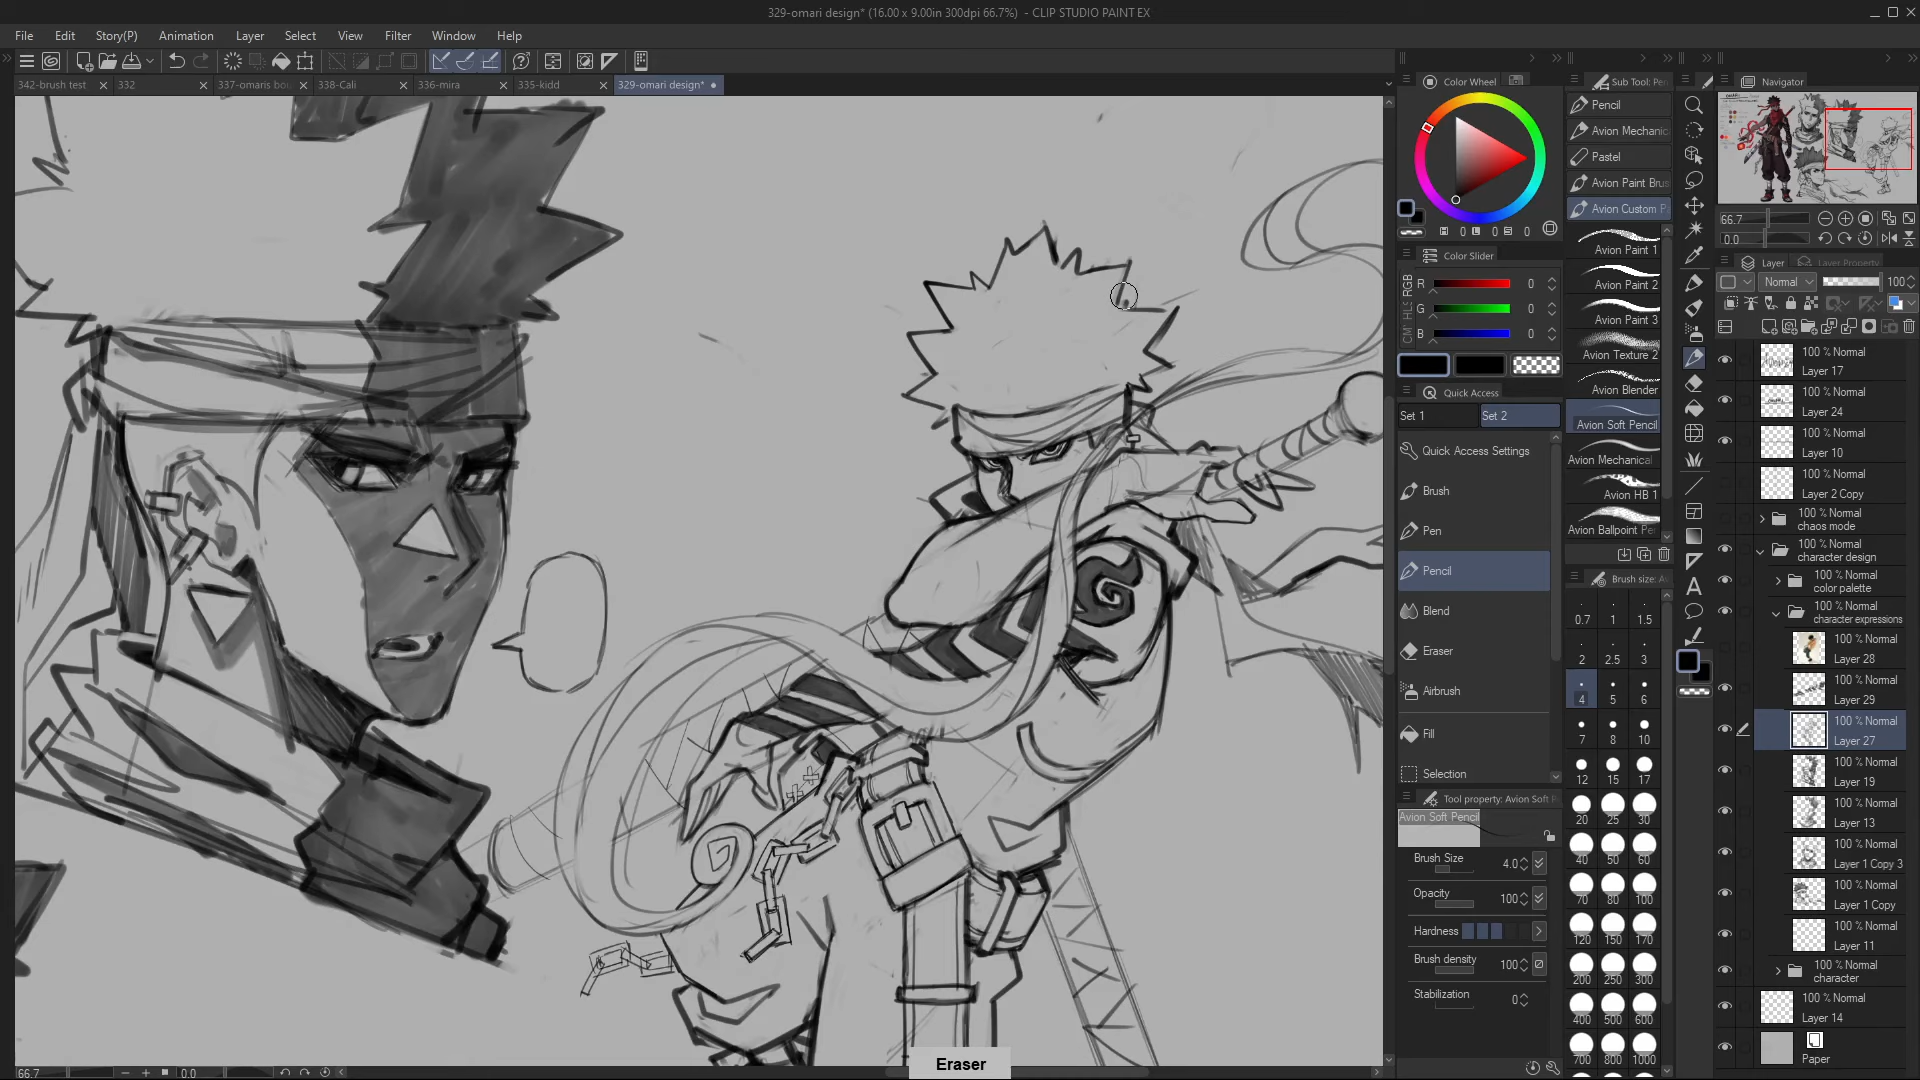 329-omari design* (16.00 x 9.00in 300dpi 66.7%) - CLIP STUDIO PAINT EX
File Edit Story(P) Animation Layer Select View Filter Window Help
342-brush test 332 337-omaris bou 338-Cali 336-mira 335-kidd 329-omari design*
Color Wheel
H 0 L 0 S 0
Color Slider
RGB
HLS
R 0
G 0
B 0
Quick Access
Set 1 Set 2
Quick Access Settings
Brush
Pen
Pencil
Blend
Eraser
Airbrush
Fill
Selection
Tool property: Avion Soft P
Avion Soft Pencil
Brush Size 4.0
Opacity 100
Hardness
Brush density 100
Stabilization 0
Sub Tool: Pen
Pencil
Avion Mechanic
Pastel
Avion Paint Brus
Avion Custom P
Avion Paint 1
Avion Paint 2
Avion Paint 3
Avion Texture 2
Avion Blender
Avion Soft Pencil
Avion Mechanical
Avion HB 1
Avion Ballpoint Pe
Brush size: Av
0.7 1 1.5
2 2.5 3
4 5 6
7 8 10
12 15 17
20 25 30
40 50 60
70 80 100
120 150 170
200 250 300
400 500 600
700 800 1000
Navigator
66.7
0.0
Layer Layer Property
Normal 100
100 % Normal
Layer 17
100 % Normal
Layer 24
100 % Normal
Layer 10
100 % Normal
Layer 2 Copy
100 % Normal
chaos mode
100 % Normal
character design
100 % Normal
color palette
100 % Normal
character expressions
100 % Normal
Layer 28
100 % Normal
Layer 29
100 % Normal
Layer 27
100 % Normal
Layer 19
100 % Normal
Layer 13
100 % Normal
Layer 1 Copy 3
100 % Normal
Layer 1 Copy
100 % Normal
Layer 11
100 % Normal
character
100 % Normal
Layer 14
Paper
66.7 0.0
Eraser